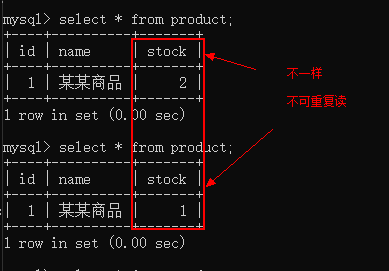 mysql> select * from product;
+----+----------+-------+
| id | name | stock |
+----+----------+-------+
| 1 | 某某商品 | 2 |
+----+----------+-------+
1 row in set (0.00 sec)
不一样
不可重复读
mysql> select * from product;
+----+----------+-------+
| id | name | stock |
+----+----------+-------+
| 1 | 某某商品 | 1 |
+----+----------+-------+
1 row in set (0.00 sec)